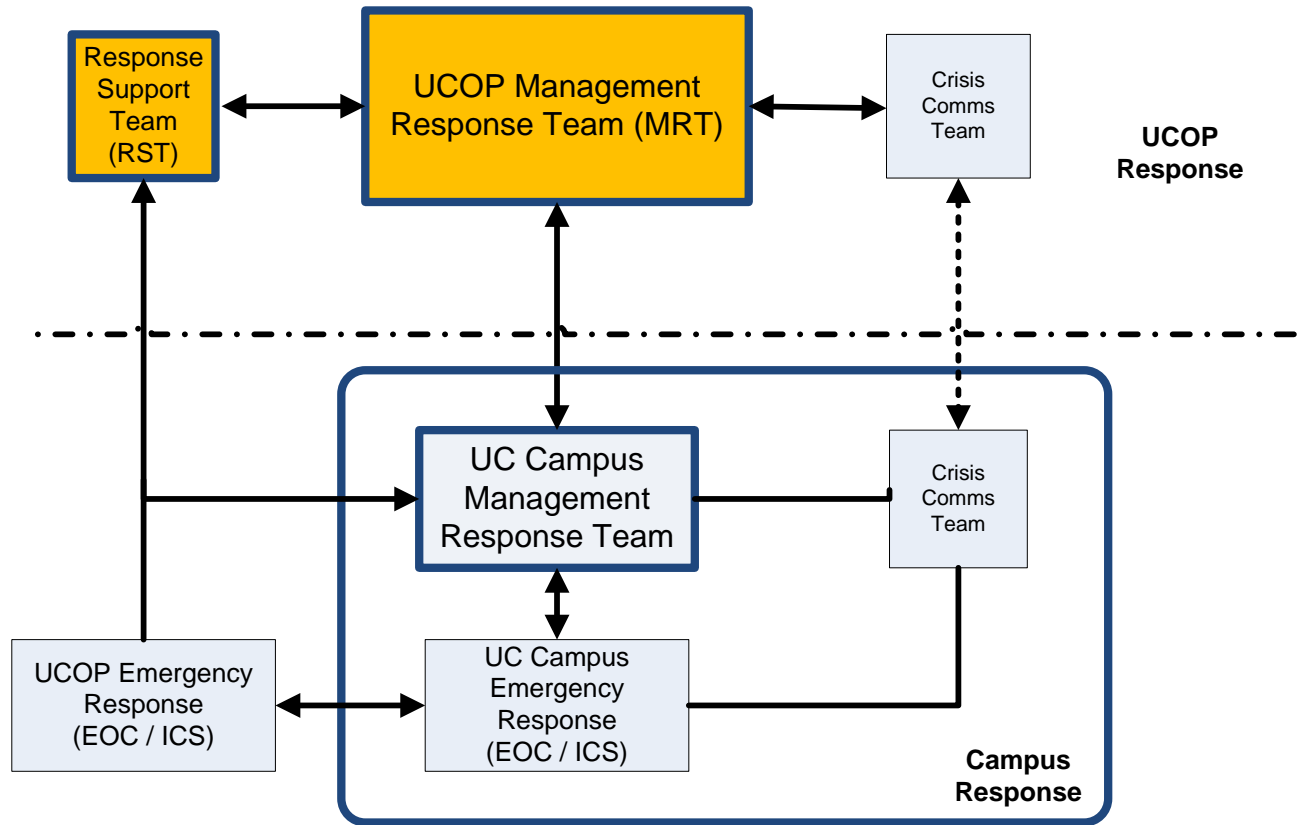 Response
Support
Team
(RST)
UCOP Management
Response Team (MRT)
Crisis
Comms
Team
UCOP
Response
UC Campus
Management
Response Team
Crisis
Comms
Team
UCOP Emergency
Response
(EOC / ICS)
UC Campus
Emergency
Response
(EOC / ICS)
Campus
Response